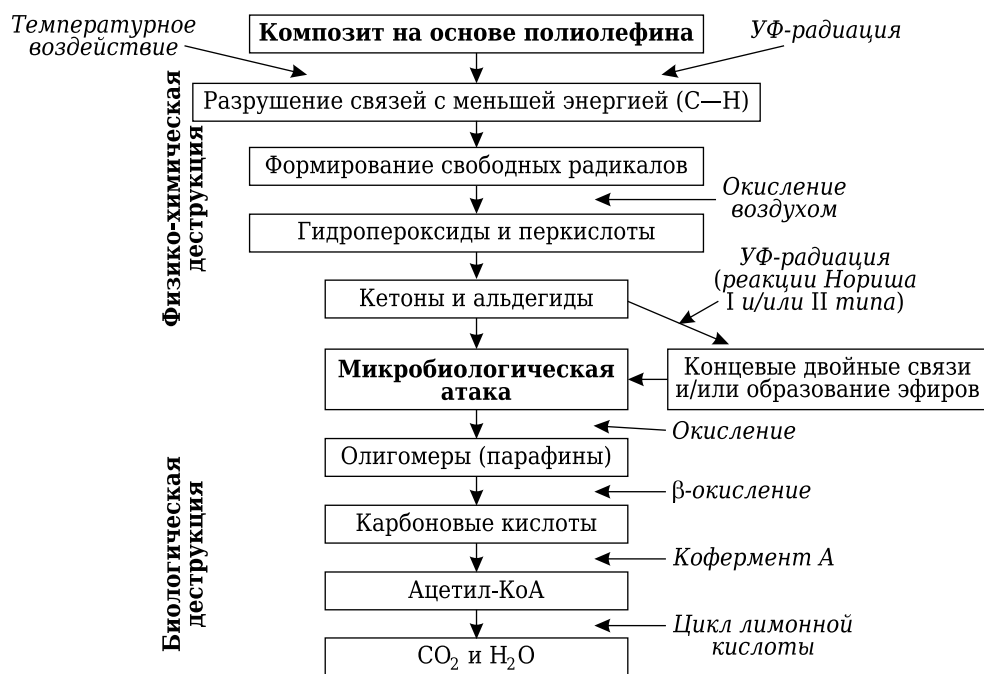 Температурное
воздействие
Композит на основе полиолефина
УФ-радиация
Физико-химическая
деструкция
Разрушение связей с меньшей энергией (C—H)
Формирование свободных радикалов
Окисление
воздухом
Гидропероксиды и перкислоты
УФ-радиация
(реакции Нориша
I и/или II типа)
Кетоны и альдегиды
Микробиологическая
атака
Концевые двойные связи
и/или образование эфиров
Окисление
Биологическая
деструкция
Олигомеры (парафины)
β-окисление
Карбоновые кислоты
Кофермент А
Ацетил-КоА
Цикл лимонной
кислоты
CO₂ и H₂O